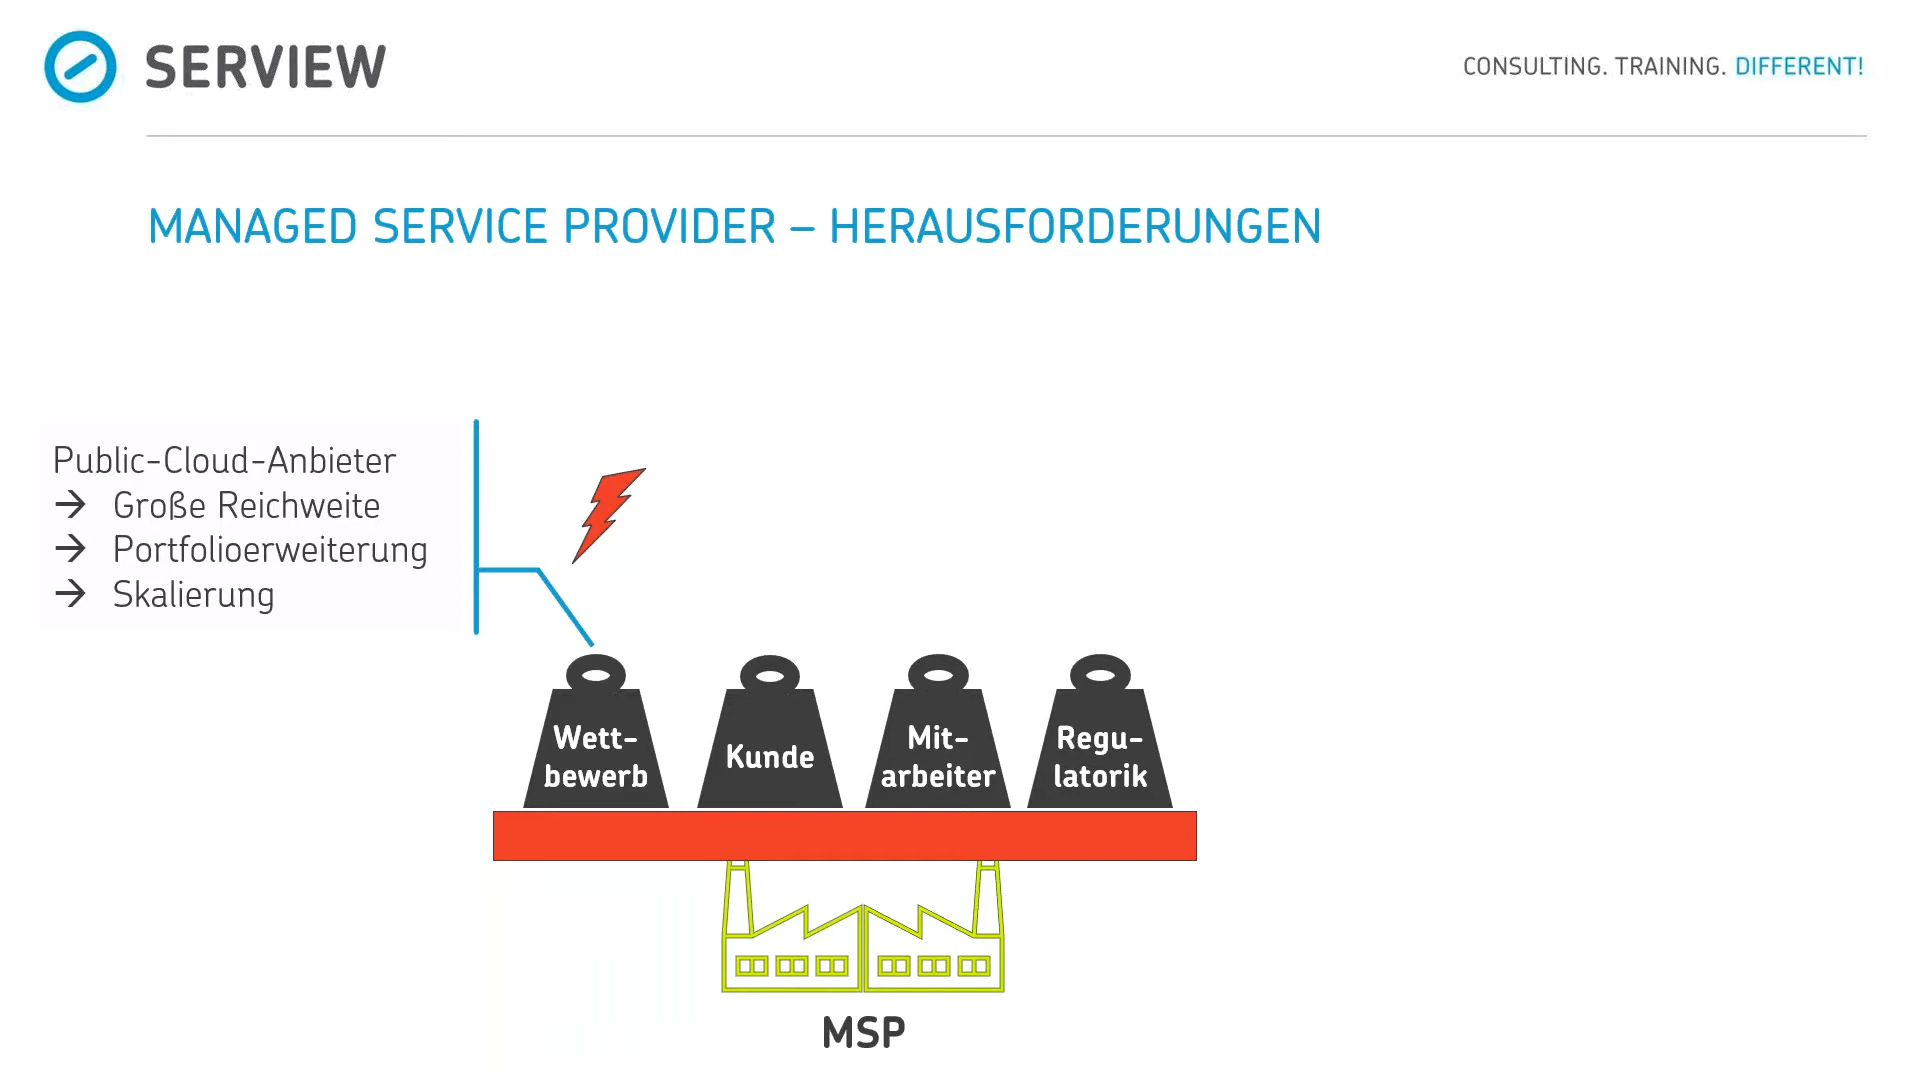 SERVIEW
CONSULTING. TRAINING. DIFFERENT!
MANAGED SERVICE PROVIDER – HERAUSFORDERUNGEN
Public-Cloud-Anbieter
→ Große Reichweite
→ Portfolioerweiterung
→ Skalierung
Wett-
bewerb
Kunde
Mit-
arbeiter
Regu-
latorik
MSP